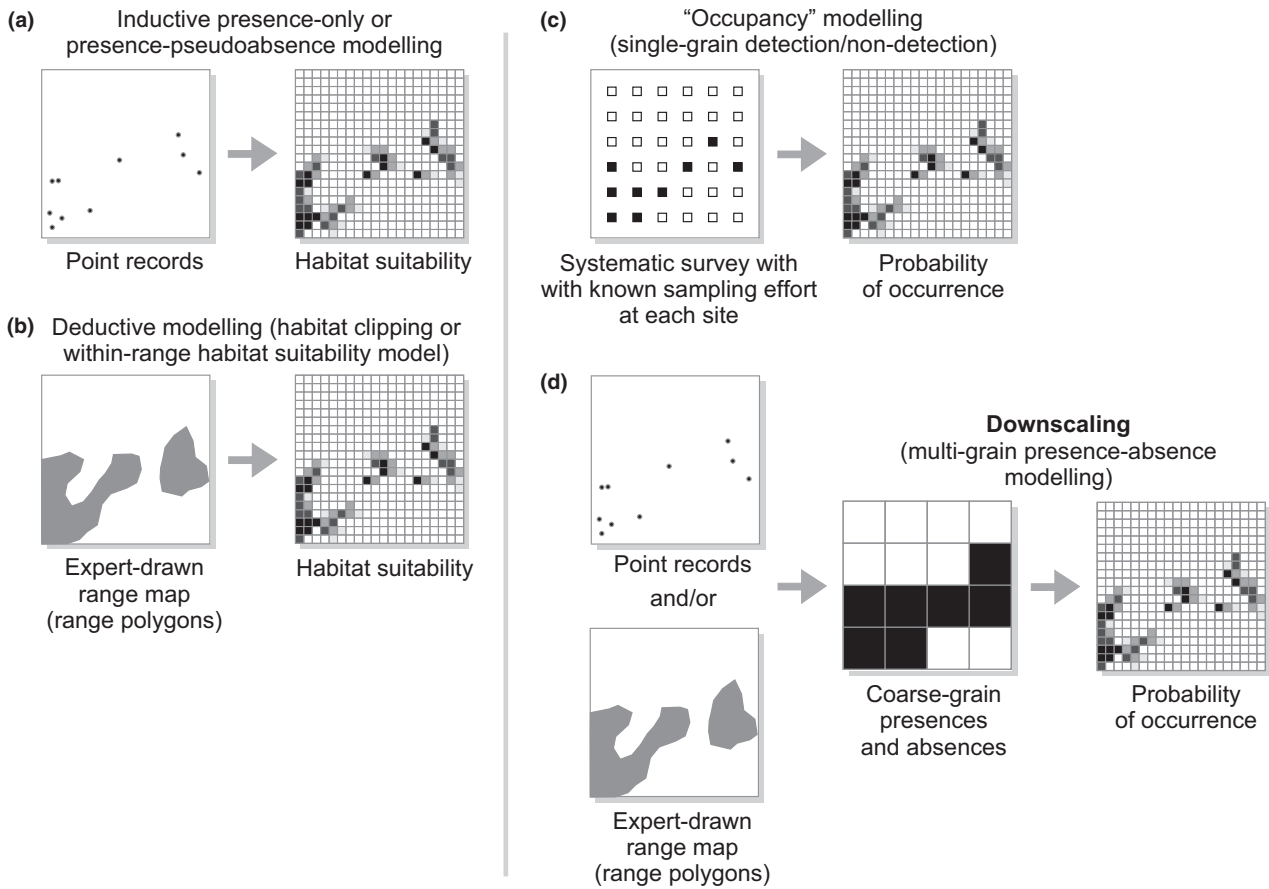 (a)
Inductive presence-only or
presence-pseudoabsence modelling
Point records
Habitat suitability
(b)
Deductive modelling (habitat clipping or
within-range habitat suitability model)
Expert-drawn
range map
(range polygons)
Habitat suitability
(c)
“Occupancy” modelling
(single-grain detection/non-detection)
Systematic survey with
with known sampling effort
at each site
Probability
of occurrence
(d)
Point records
and/or
Expert-drawn
range map
(range polygons)
Downscaling
(multi-grain presence-absence
modelling)
Coarse-grain
presences
and absences
Probability
of occurrence